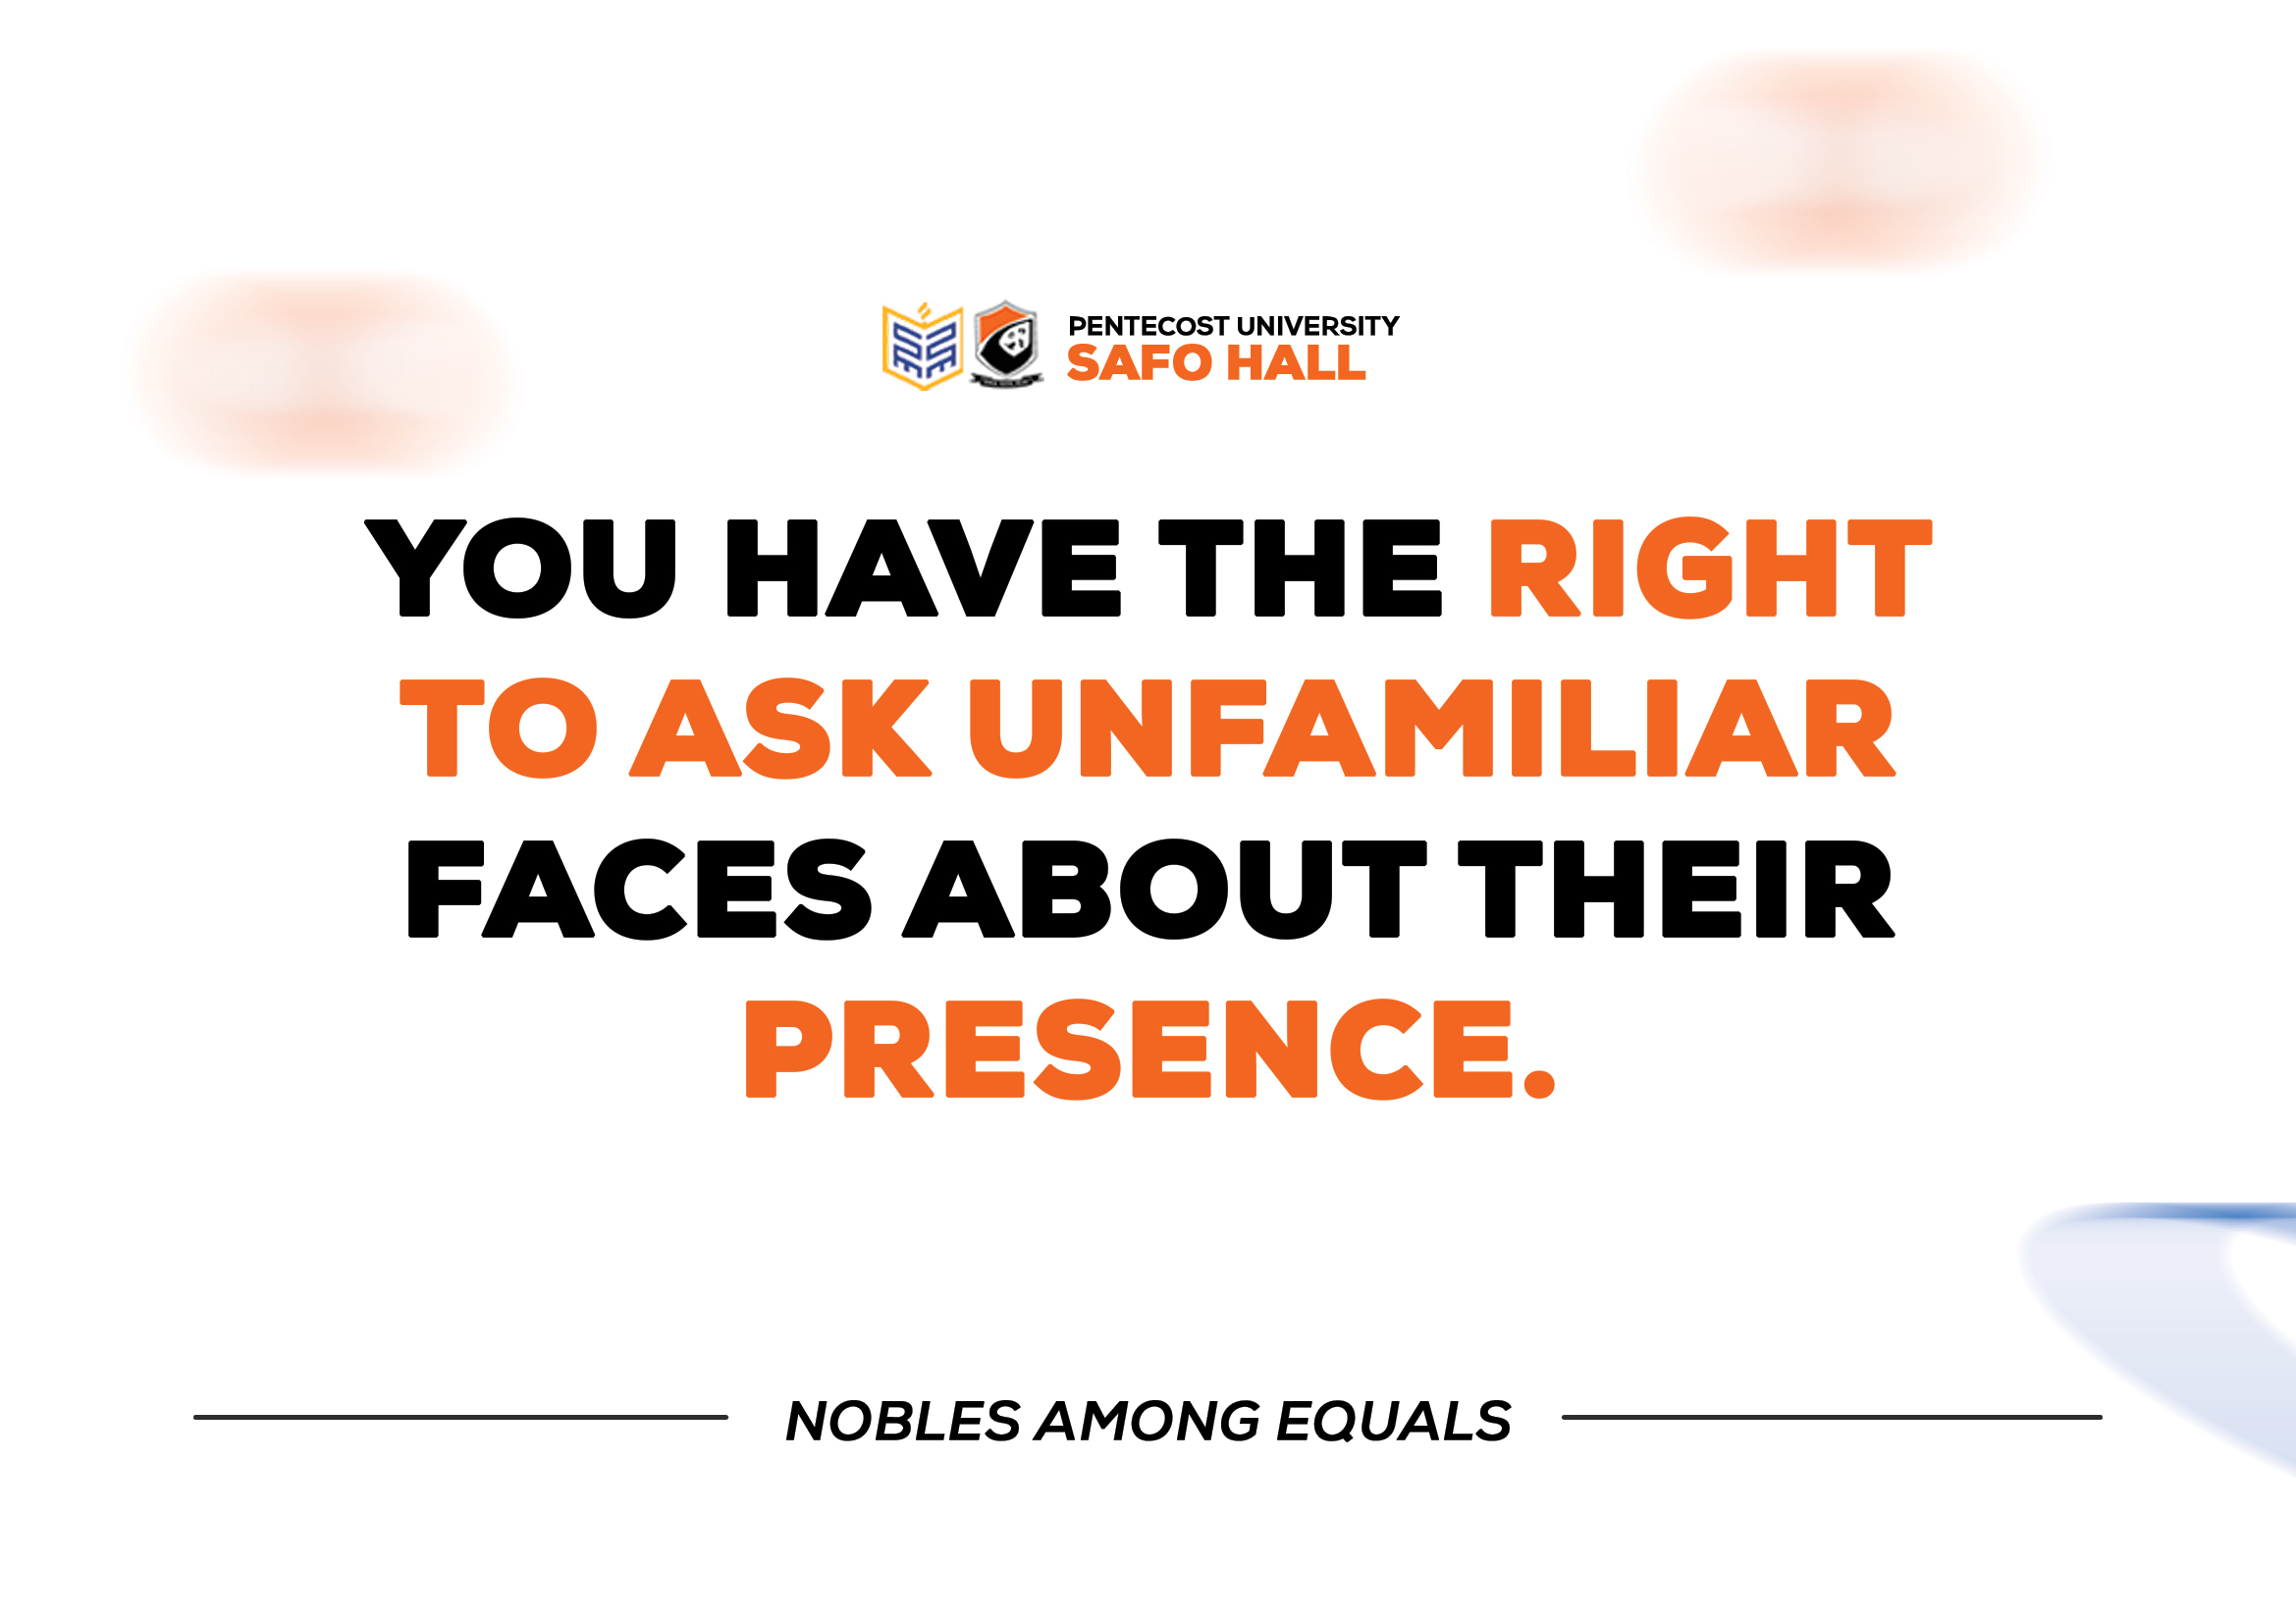 PENTECOST UNIVERSITY
SAFO HALL
YOU HAVE THE RIGHT
TO ASK UNFAMILIAR
FACES ABOUT THEIR
PRESENCE.
NOBLES AMONG EQUALS